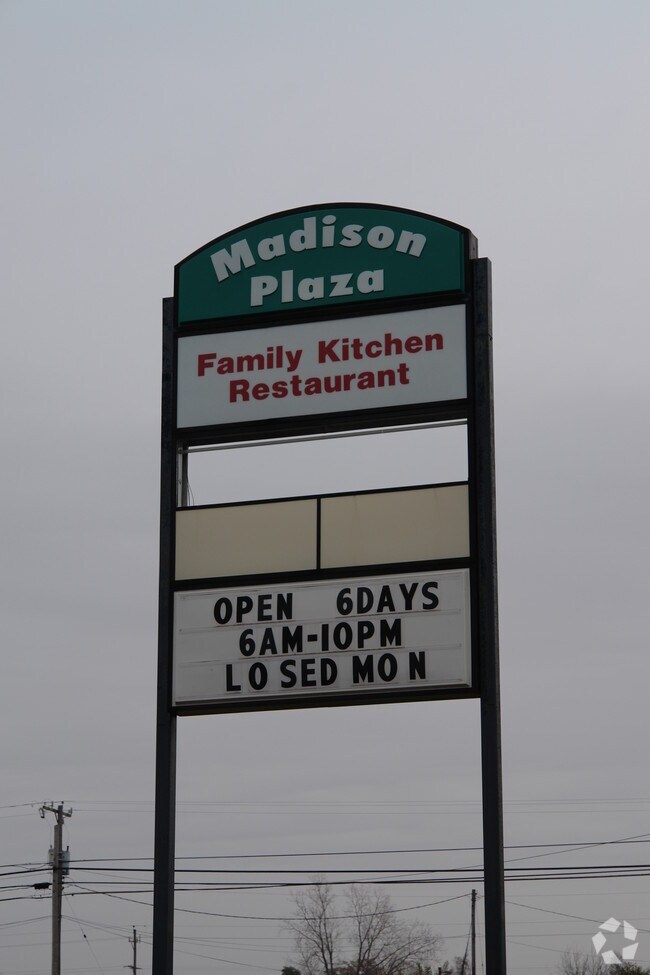 Madison
Plaza
Family Kitchen
Restaurant
OPEN 6DAYS
6AM-10PM
LOSED MON